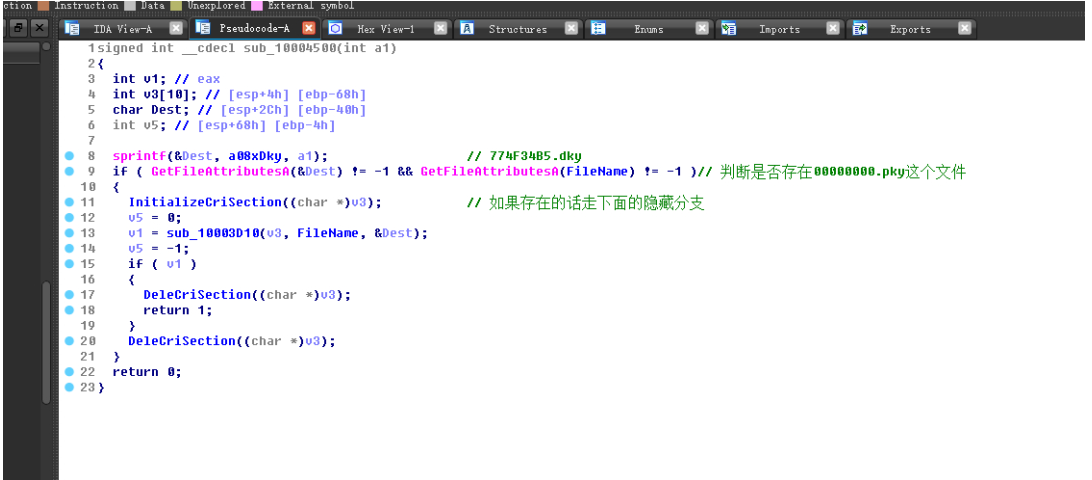 ction Instruction Data Unexplored External symbol
IDA View-A Pseudocode-A Hex View-1 Structures Enums Imports Exports
1 signed int __cdecl sub_10004500(int a1)
2 {
3 int v1; // eax
4 int v3[10]; // [esp+4h] [ebp-68h]
5 char Dest; // [esp+2Ch] [ebp-40h]
6 int v5; // [esp+68h] [ebp-4h]
7
8 sprintf(&Dest, a08xDky, a1); // 774F34B5.dky
9 if ( GetFileAttributesA(&Dest) != -1 && GetFileAttributesA(FileName) != -1 )// 判断是否存在00000000.pky这个文件
10 {
11 InitializeCriSection((char *)v3); // 如果存在的话走下面的隐藏分支
12 v5 = 0;
13 v1 = sub_10003D10(v3, FileName, &Dest);
14 v5 = -1;
15 if ( v1 )
16 {
17 DeleCriSection((char *)v3);
18 return 1;
19 }
20 DeleCriSection((char *)v3);
21 }
22 return 0;
23 }